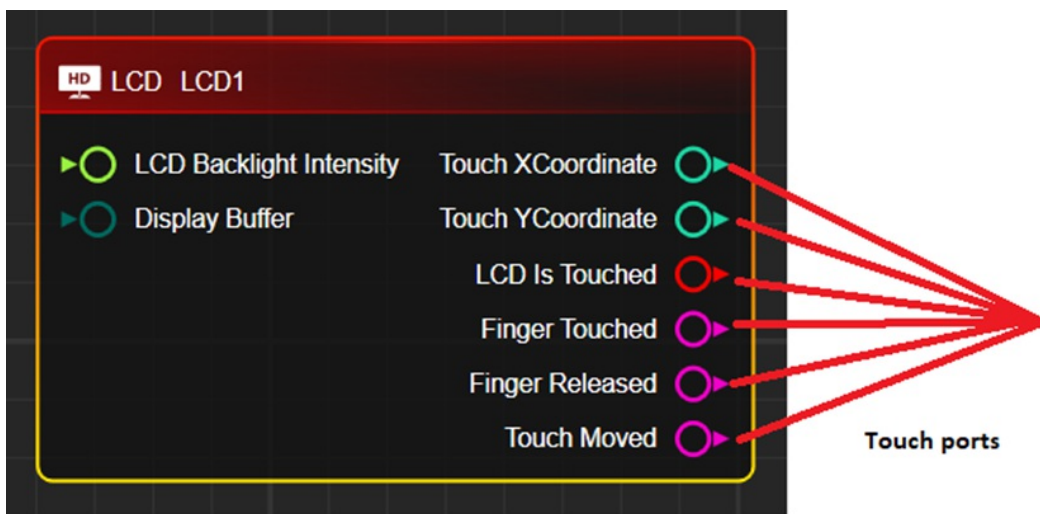 HD LCD LCD1
LCD Backlight Intensity Touch XCoordinate
Display Buffer Touch YCoordinate
LCD Is Touched
Finger Touched
Finger Released
Touch Moved
Touch ports